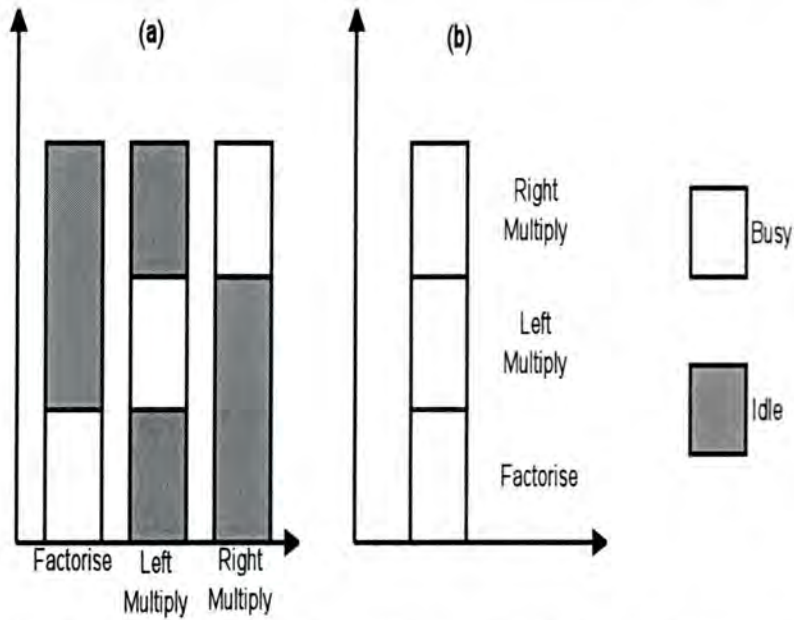 (a)
(b)
Right
Multiply
Left
Multiply
Factorise
Busy
Idle
Factorise
Left
Multiply
Right
Multiply